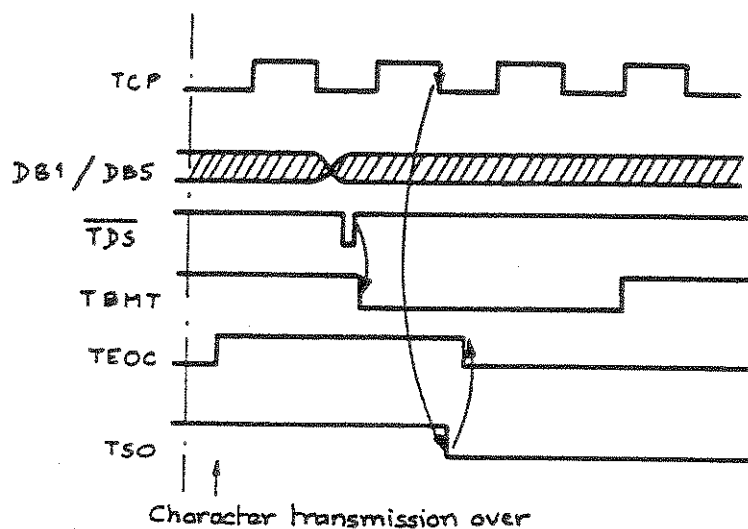 TCP
DB1 / DB5
TDS
TBMT
TEOC
TSO
Character transmission over